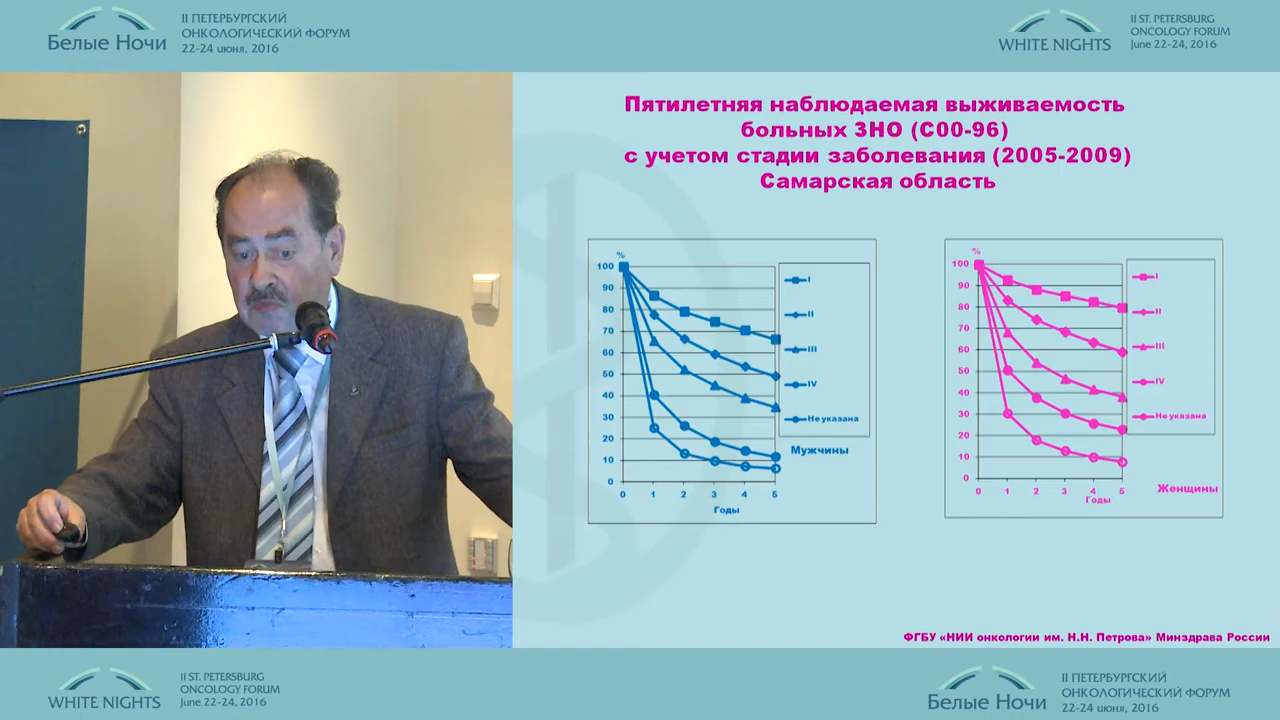 Белые Ночи
II ПЕТЕРБУРГСКИЙ
ОНКОЛОГИЧЕСКИЙ ФОРУМ
22-24 июня, 2016
WHITE NIGHTS
II ST. PETERSBURG
ONCOLOGY FORUM
June 22-24, 2016
Пятилетняя наблюдаемая выживаемость
больных ЗНО (С00-96)
с учетом стадии заболевания (2005-2009)
Самарская область
%
100
90
80
70
60
50
40
30
20
10
0
0 1 2 3 4 5
Годы
I
II
III
IV
Не указана
Мужчины
%
100
90
80
70
60
50
40
30
20
10
0
0 1 2 3 4 5
Годы
I
II
III
IV
Не указана
Женщины
ФГБУ «НИИ онкологии им. Н.Н. Петрова» Минздрава России
WHITE NIGHTS
II ST. PETERSBURG
ONCOLOGY FORUM
June 22-24, 2016
Белые Ночи
II ПЕТЕРБУРГСКИЙ
ОНКОЛОГИЧЕСКИЙ ФОРУМ
22-24 июня, 2016